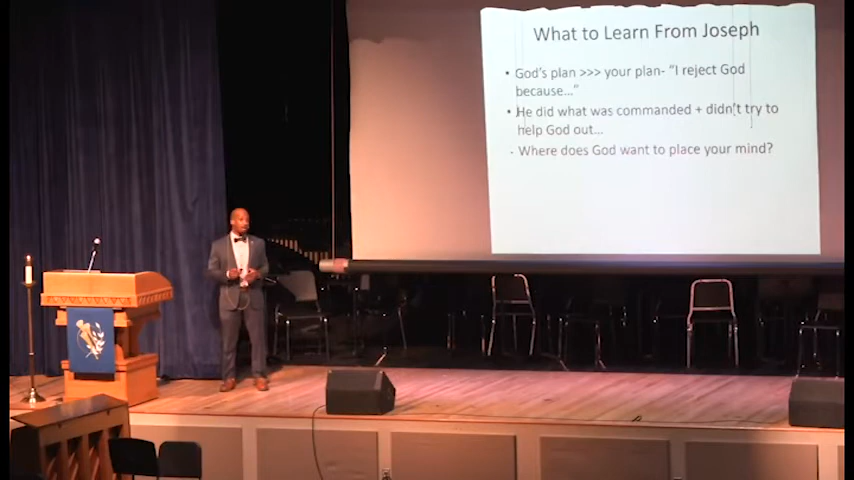 What to Learn From Joseph
• God's plan >>> your plan- "I reject God
because..."
• He did what was commanded + didn't try to
help God out...
- Where does God want to place your mind?